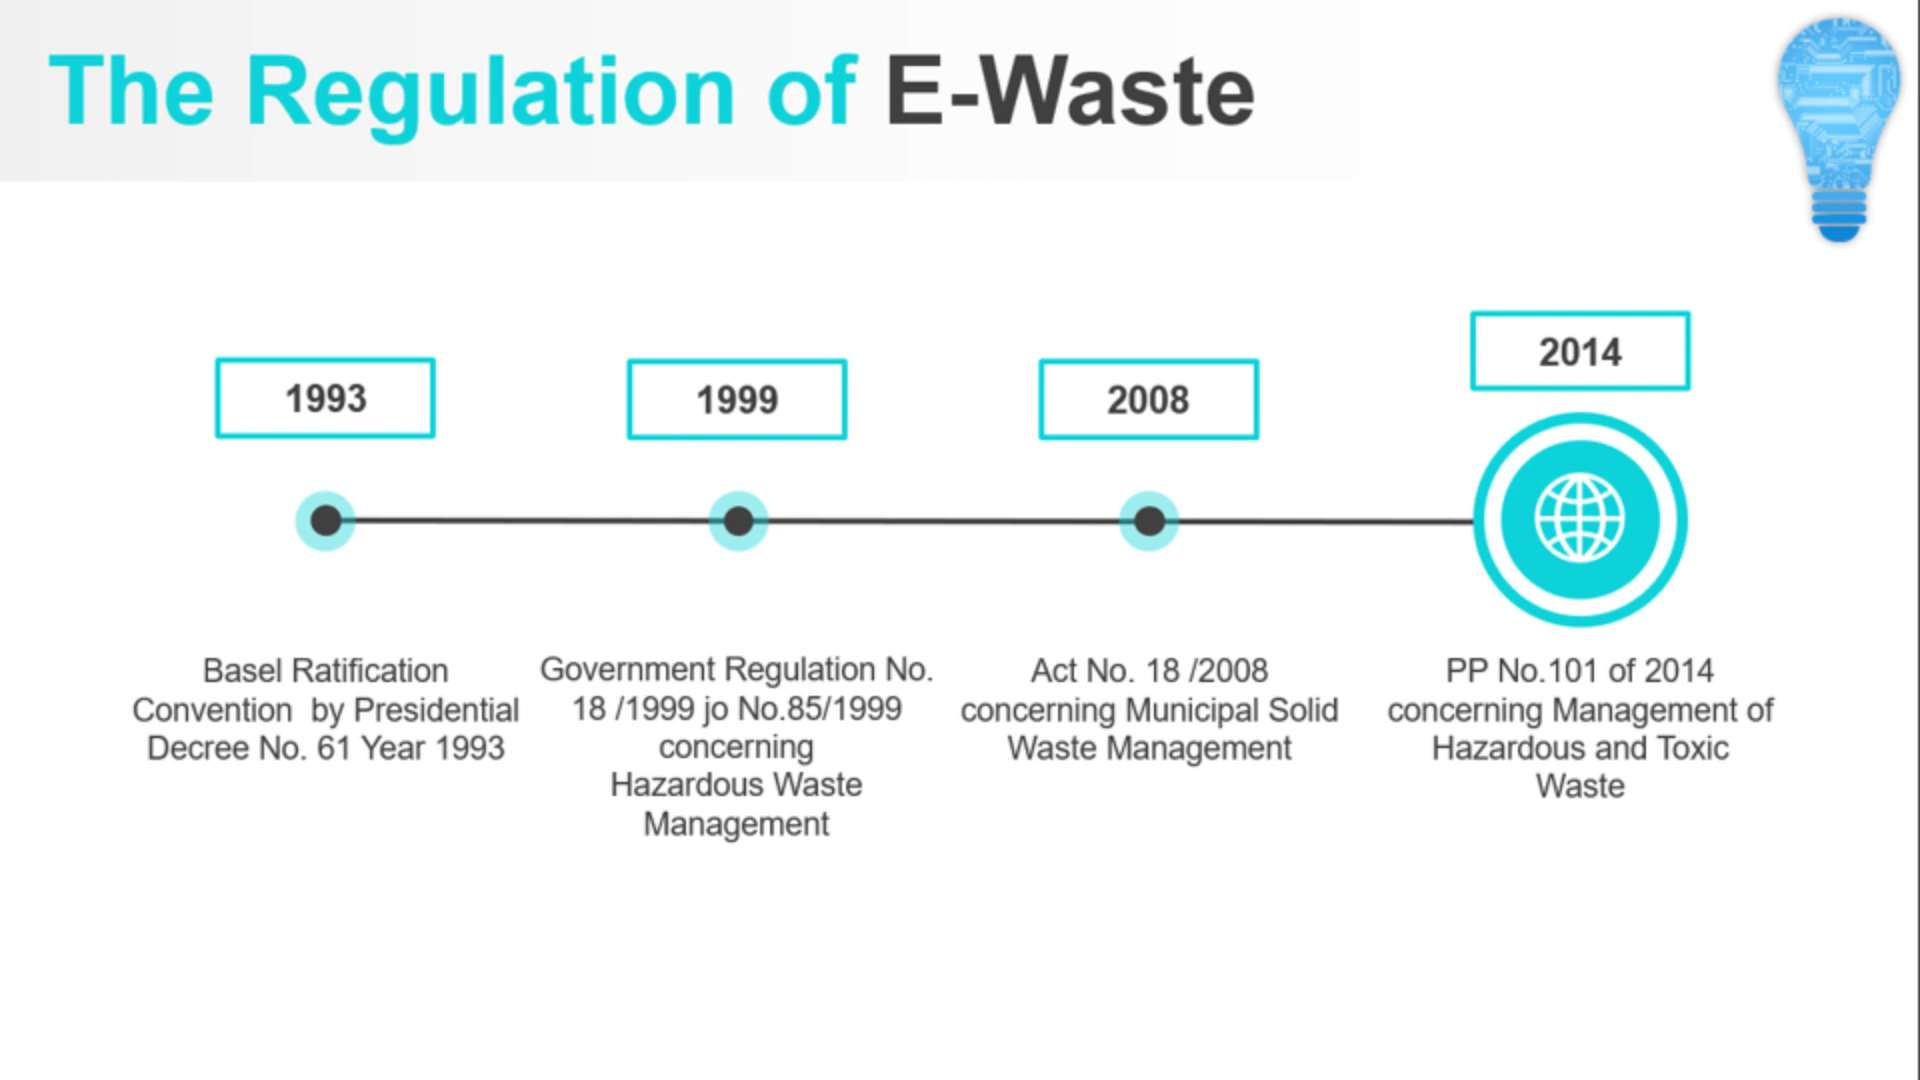 The Regulation of E-Waste
1993
Basel Ratification
Convention  by Presidential
Decree No. 61 Year 1993
1999
Government Regulation No.
18 /1999 jo No.85/1999
concerning
Hazardous Waste
Management
2008
Act No. 18 /2008
concerning Municipal Solid
Waste Management
2014
PP No.101 of 2014
concerning Management of
Hazardous and Toxic
Waste